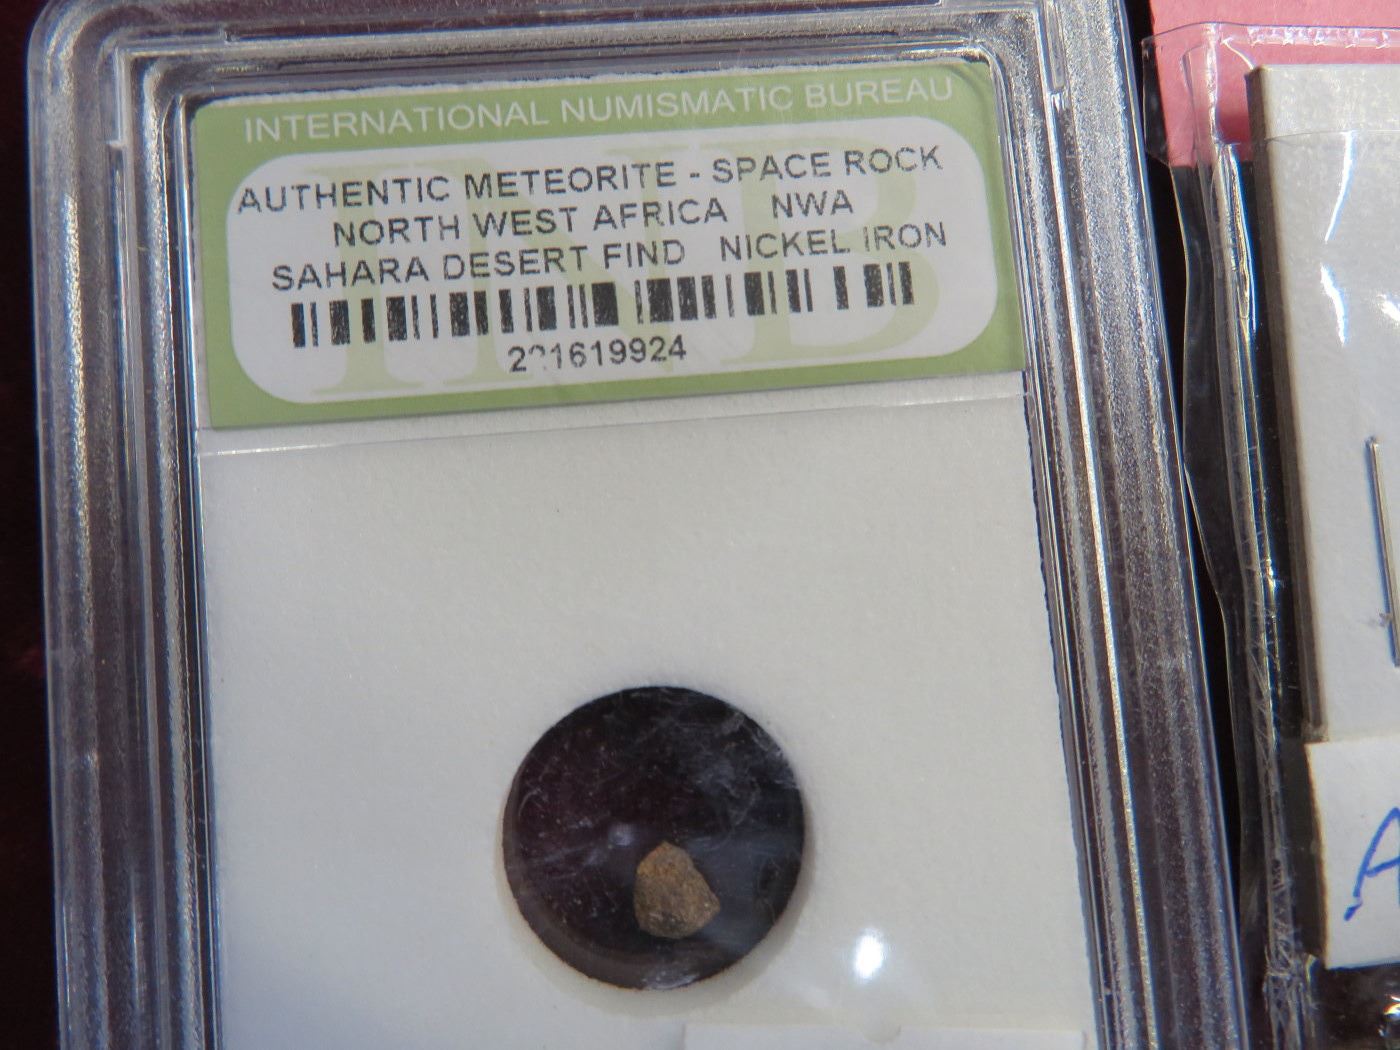 INTERNATIONAL NUMISMATIC BUREAU
AUTHENTIC METEORITE - SPACE ROCK
NORTH WEST AFRICA NWA
SAHARA DESERT FIND NICKEL IRON
A